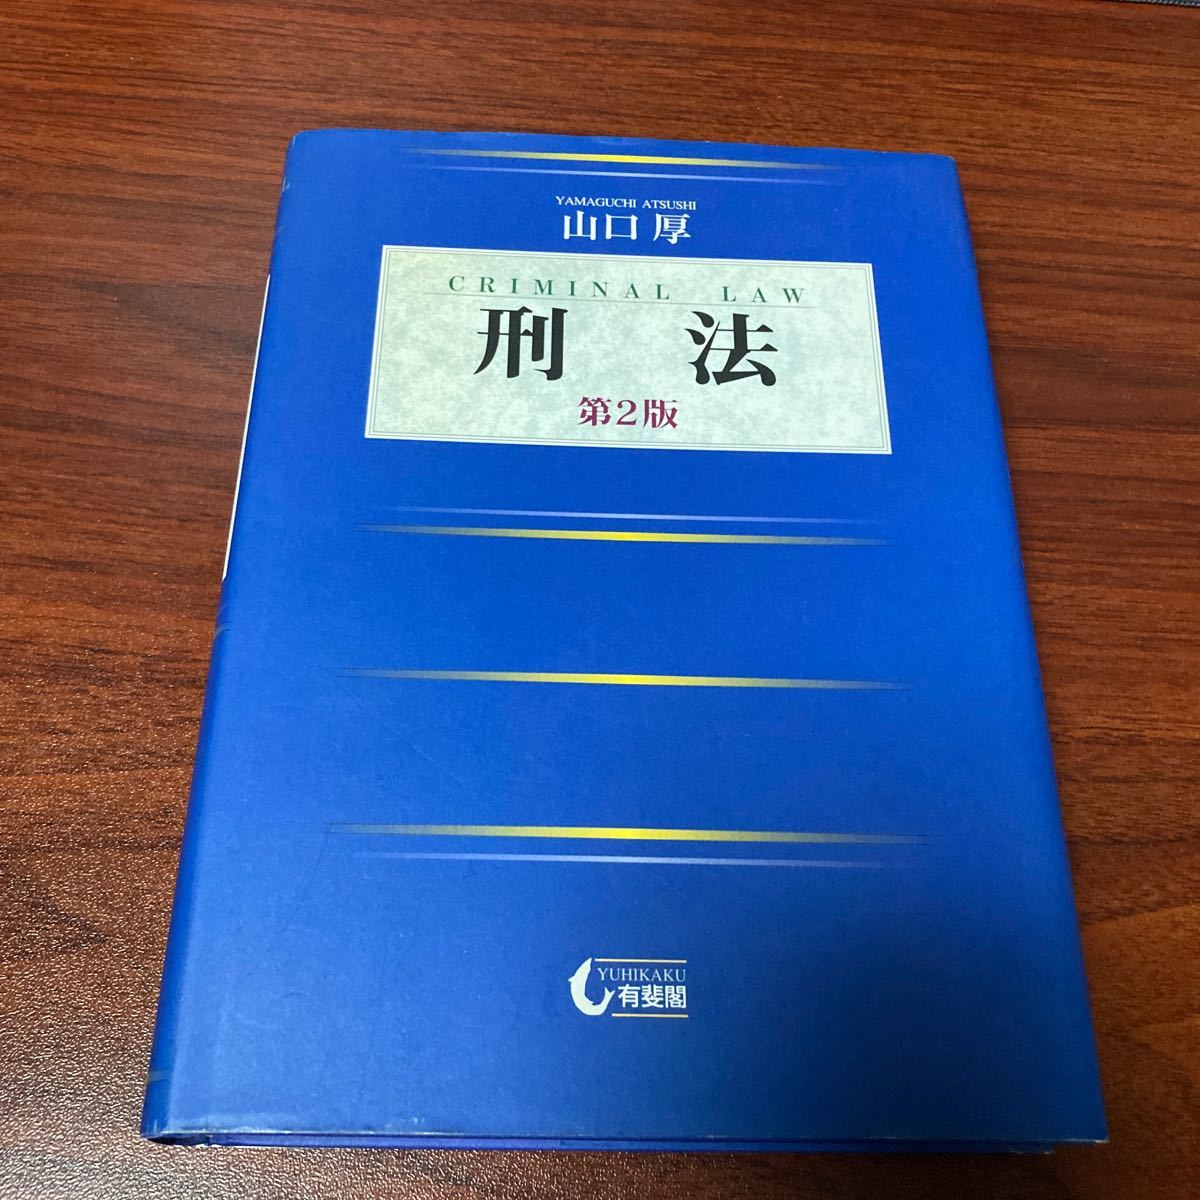 YAMAGUCHI ATSUSHI
山口 厚
CRIMINAL LAW
刑 法
第2版
YUHIKAKU
有斐閣